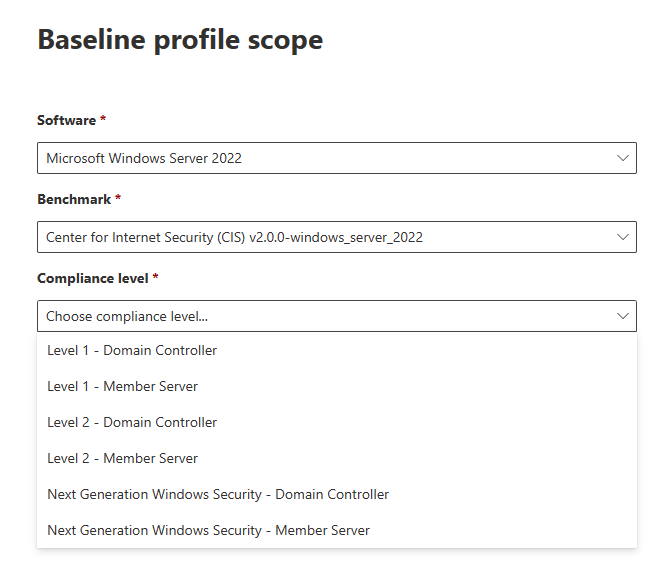 Baseline profile scope
Software *
Microsoft Windows Server 2022
Benchmark *
Center for Internet Security (CIS) v2.0.0-windows_server_2022
Compliance level *
Choose compliance level...
Level 1 - Domain Controller
Level 1 - Member Server
Level 2 - Domain Controller
Level 2 - Member Server
Next Generation Windows Security - Domain Controller
Next Generation Windows Security - Member Server